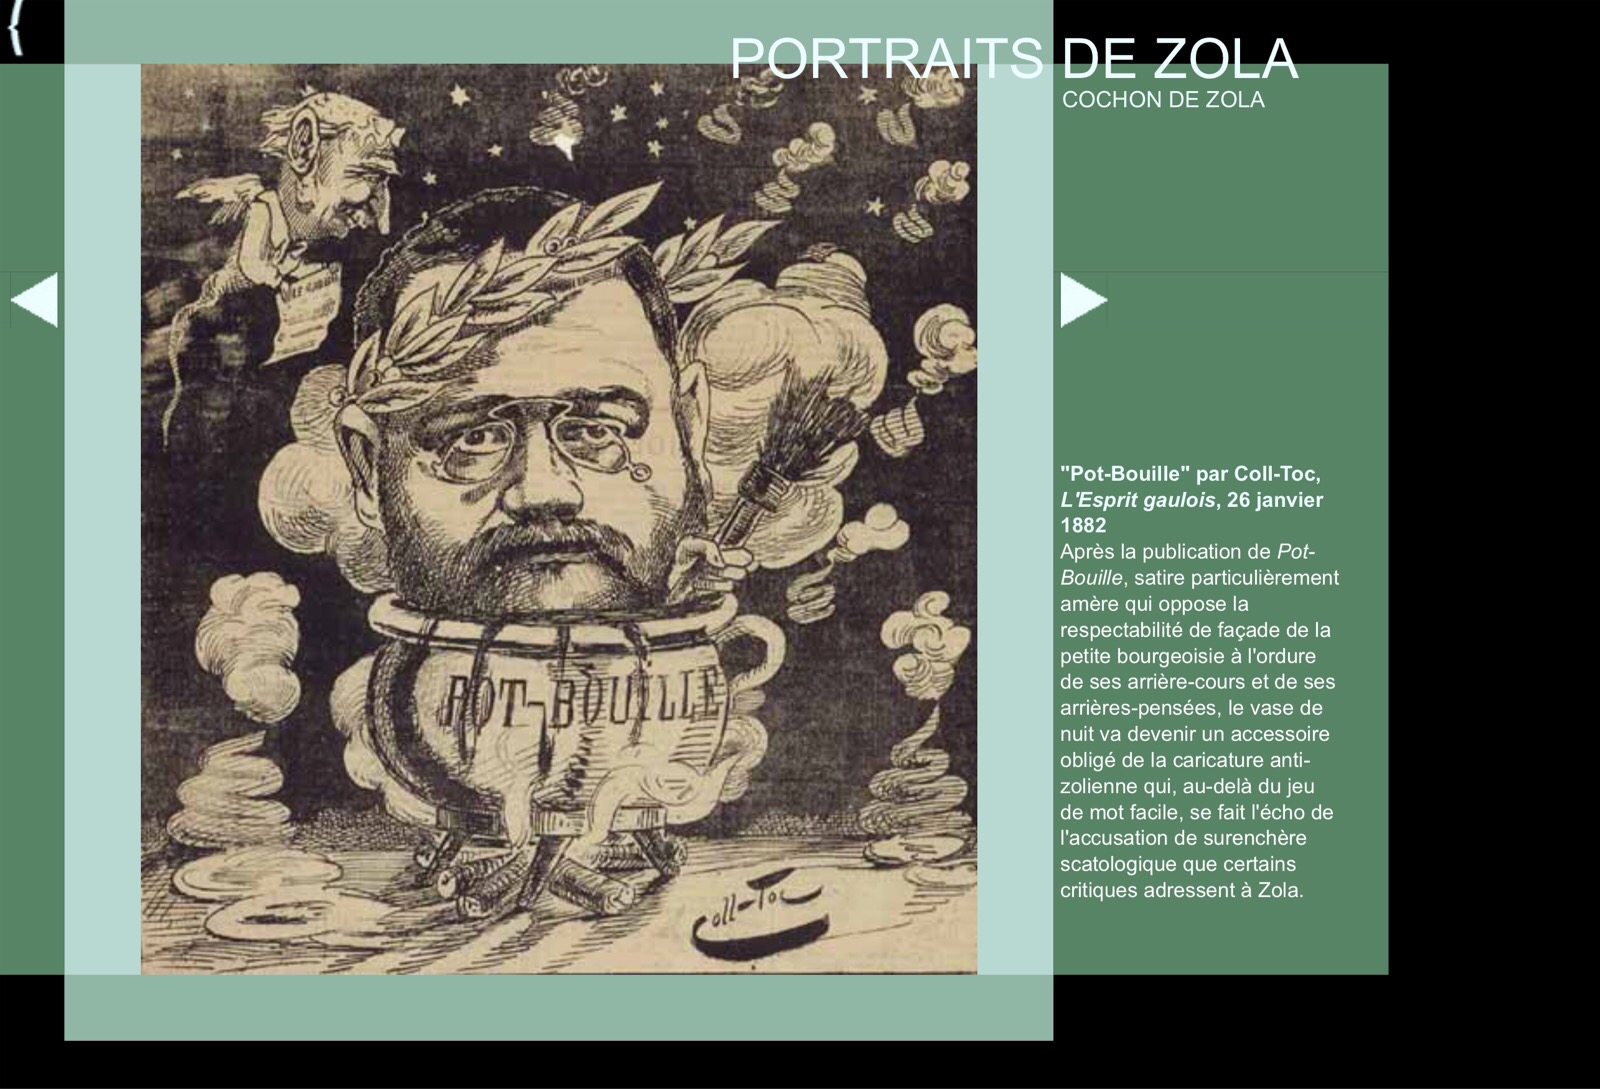 PORTRAITS DE ZOLA
COCHON DE ZOLA
POT-BOUILLE
Coll-Toc
"Pot-Bouille" par Coll-Toc,
L'Esprit gaulois, 26 janvier
1882
Après la publication de Pot-
Bouille, satire particulièrement
amère qui oppose la
respectabilité de façade de la
petite bourgeoisie à l'ordure
de ses arrière-cours et de ses
arrières-pensées, le vase de
nuit va devenir un accessoire
obligé de la caricature anti-
zolienne qui, au-delà du jeu
de mot facile, se fait l'écho de
l'accusation de surenchère
scatologique que certains
critiques adressent à Zola.